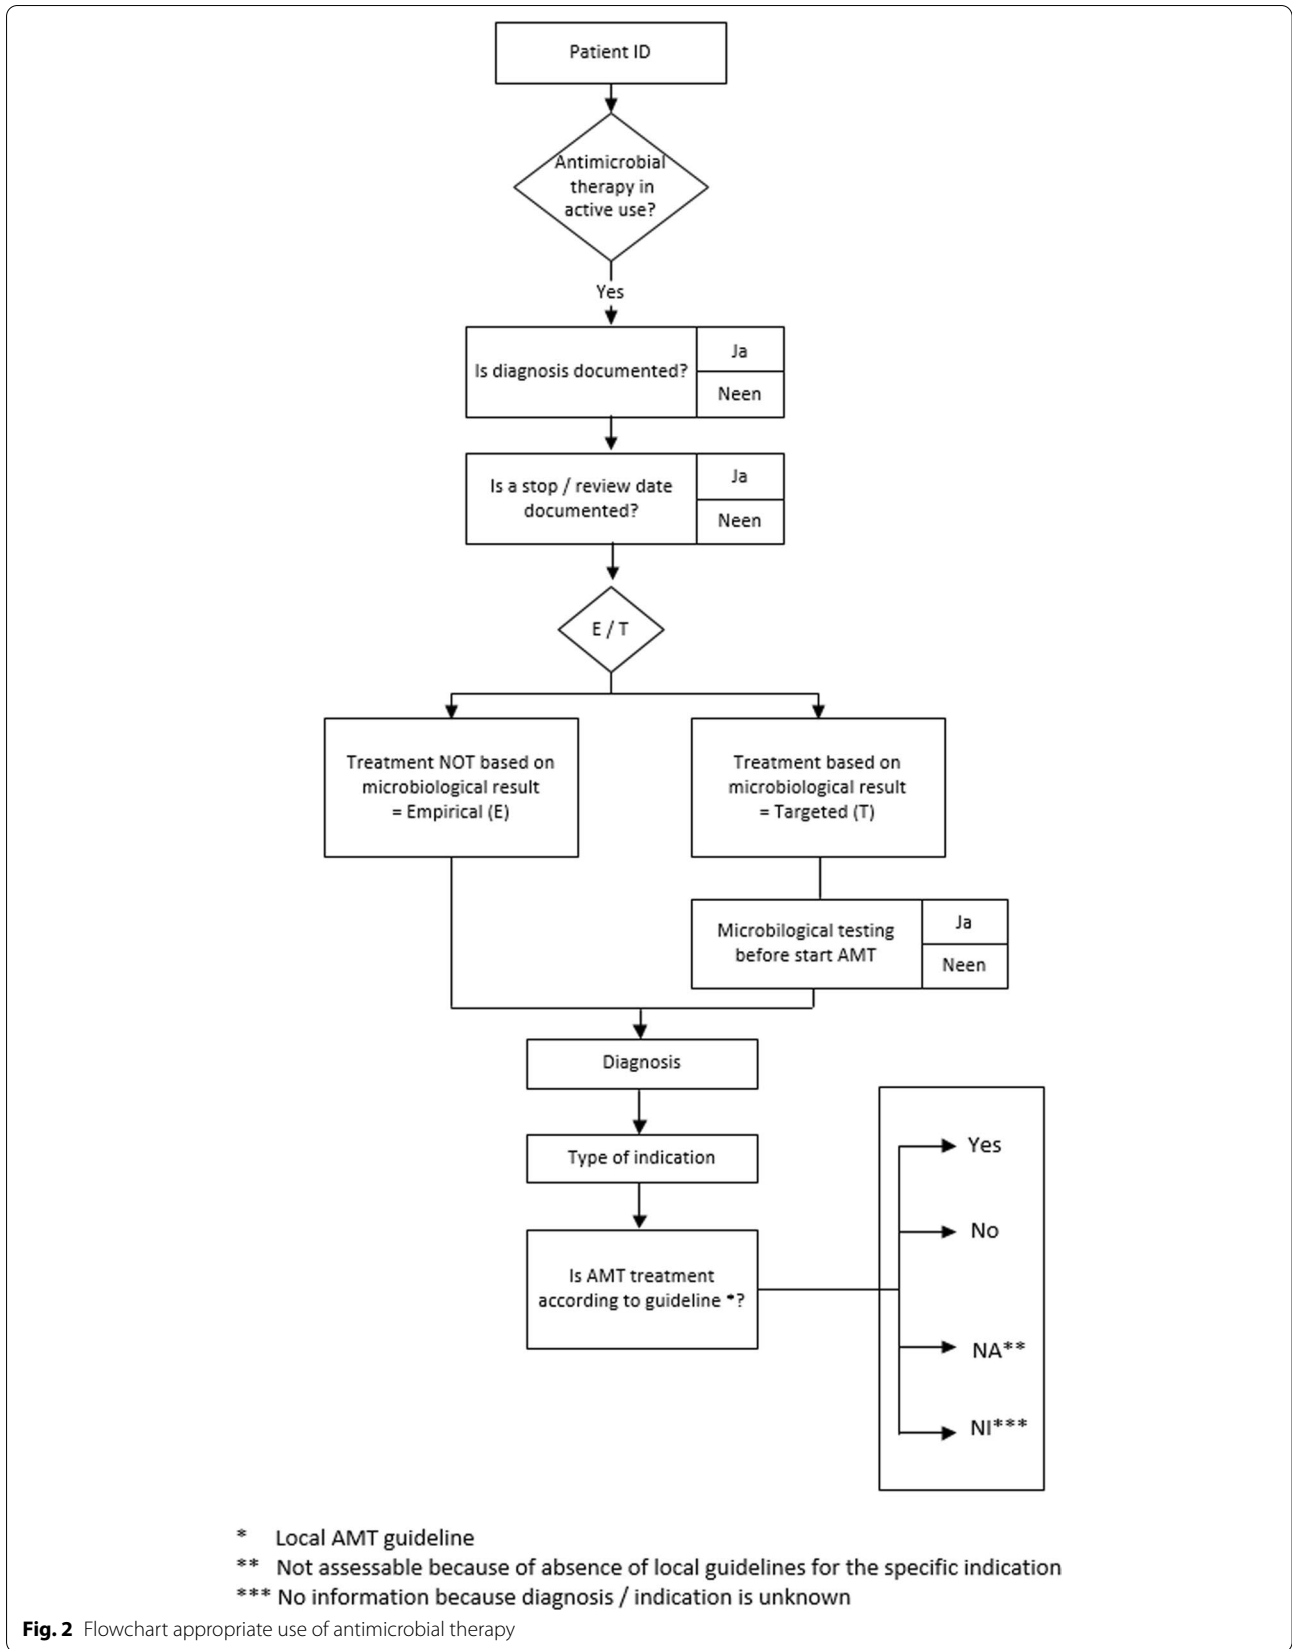 Patient ID
Antimicrobial
therapy in
active use?
Yes
Is diagnosis documented?
Ja
Neen
Is a stop / review date
documented?
Ja
Neen
E / T
Treatment NOT based on
microbiological result
= Empirical (E)
Treatment based on
microbiological result
= Targeted (T)
Microbilogical testing
before start AMT
Ja
Neen
Diagnosis
Type of indication
Is AMT treatment
according to guideline *?
Yes
No
NA**
NI***
* Local AMT guideline
** Not assessable because of absence of local guidelines for the specific indication
*** No information because diagnosis / indication is unknown
Fig. 2 Flowchart appropriate use of antimicrobial therapy